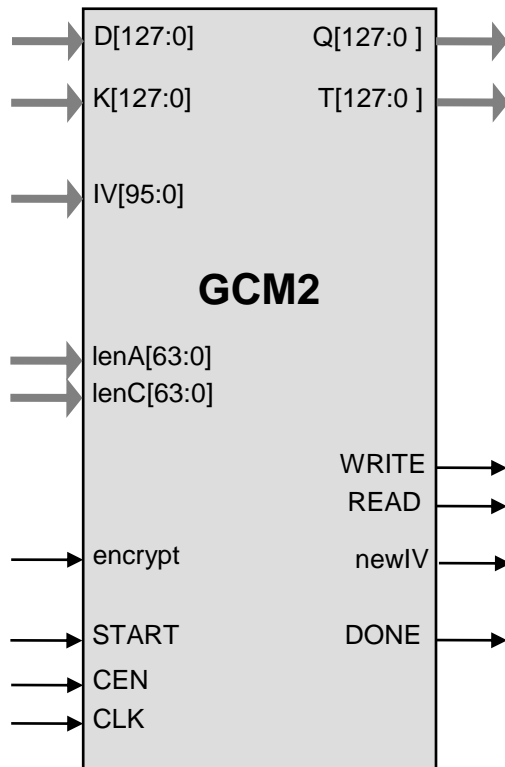 D[127:0] Q[127:0 ]
K[127:0] T[127:0 ]
IV[95:0]
GCM2
lenA[63:0]
lenC[63:0]
WRITE
READ
encrypt newIV
START DONE
CEN
CLK